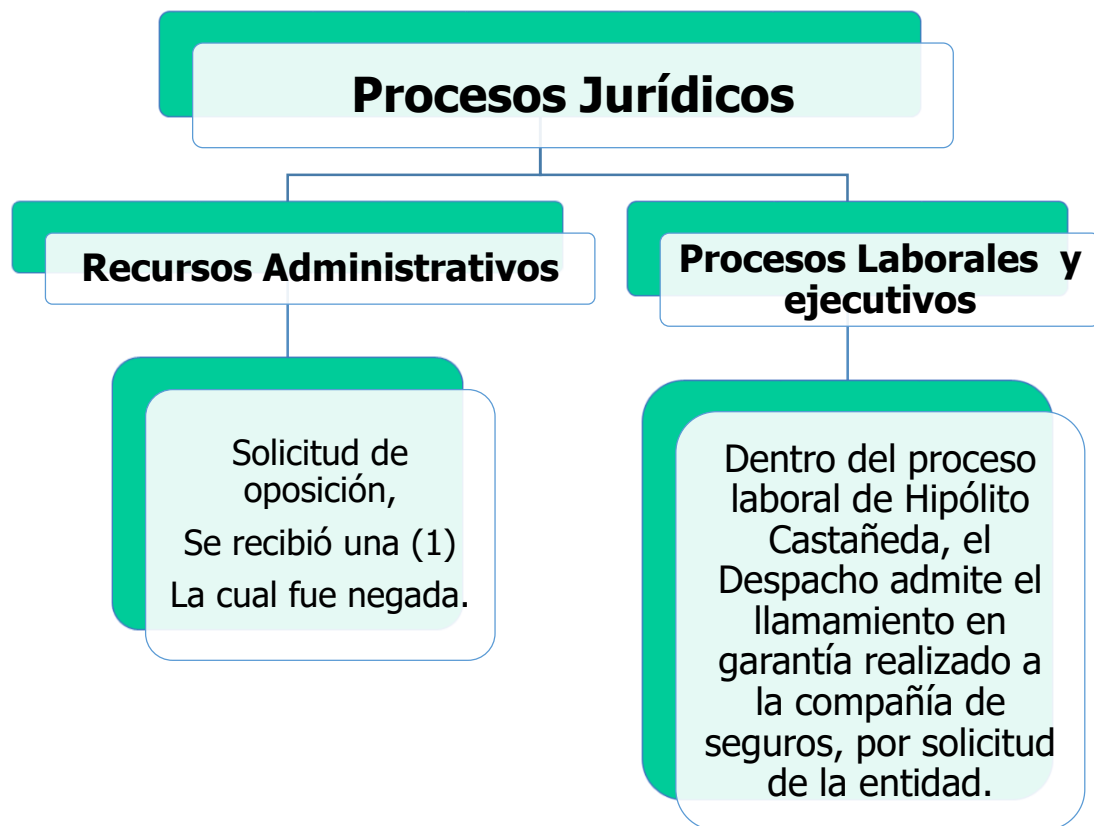 Procesos Jurídicos
Recursos Administrativos
Procesos Laborales y
ejecutivos
Solicitud de
oposición,
Se recibió una (1)
La cual fue negada.
Dentro del proceso
laboral de Hipólito
Castañeda, el
Despacho admite el
llamamiento en
garantía realizado a
la compañía de
seguros, por solicitud
de la entidad.